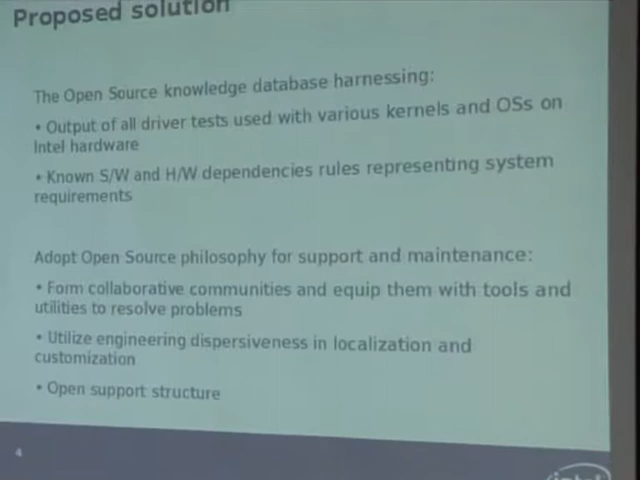 Proposed solution
The Open Source knowledge database harnessing:
• Output of all driver tests used with various kernels and OSs on
Intel hardware
• Known S/W and H/W dependencies rules representing system
requirements
Adopt Open Source philosophy for support and maintenance:
• Form collaborative communities and equip them with tools and
utilities to resolve problems
• Utilize engineering dispersiveness in localization and
customization
• Open support structure
4
intel